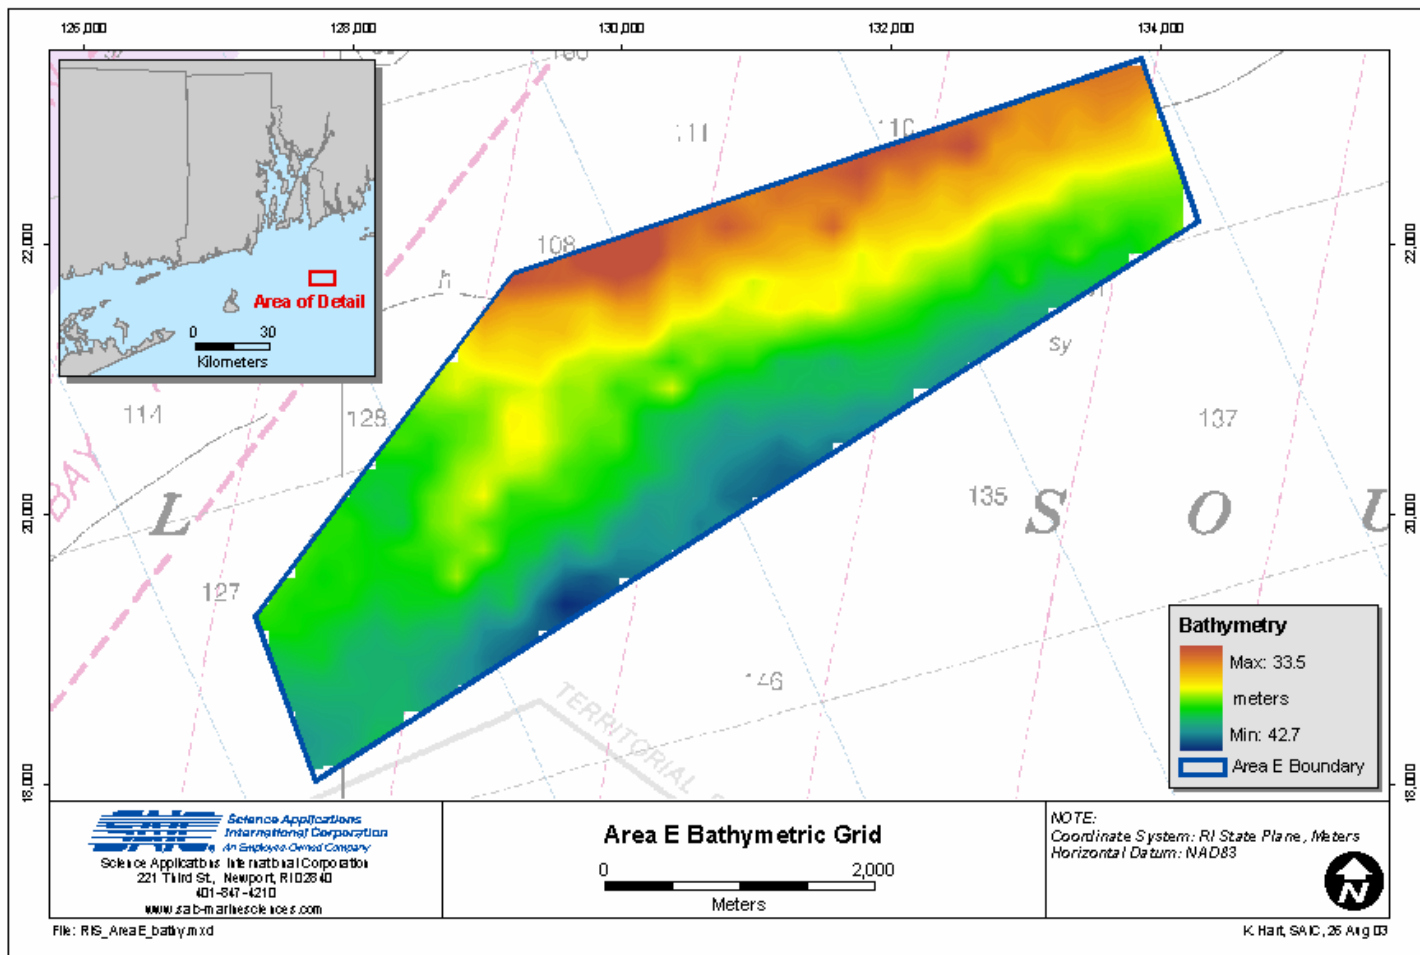 126,000 128,000 130,000 132,000 134,000
22,000
20,000
18,000
22,000
20,000
18,000
Area of Detail
0 30
Kilometers
111
110
108
h
114
128
BAY
L
127
sy
137
135
S O U
146
TERRITORIAL
Bathymetry
Max: 33.5
meters
Min: 42.7
Area E Boundary
SAIC
Science Applications
International Corporation
An Employee-Owned Company
Science Applications International Corporation
221 Third St., Newport, RI 02840
401-847-4210
Area E Bathymetric Grid
0 2,000
Meters
NOTE:
Coordinate System: RI State Plane, Meters
Horizontal Datum: NAD83
N
File: RIS_AreaE_bathy.mxd
K. Hart, SAIC, 26 Aug 03